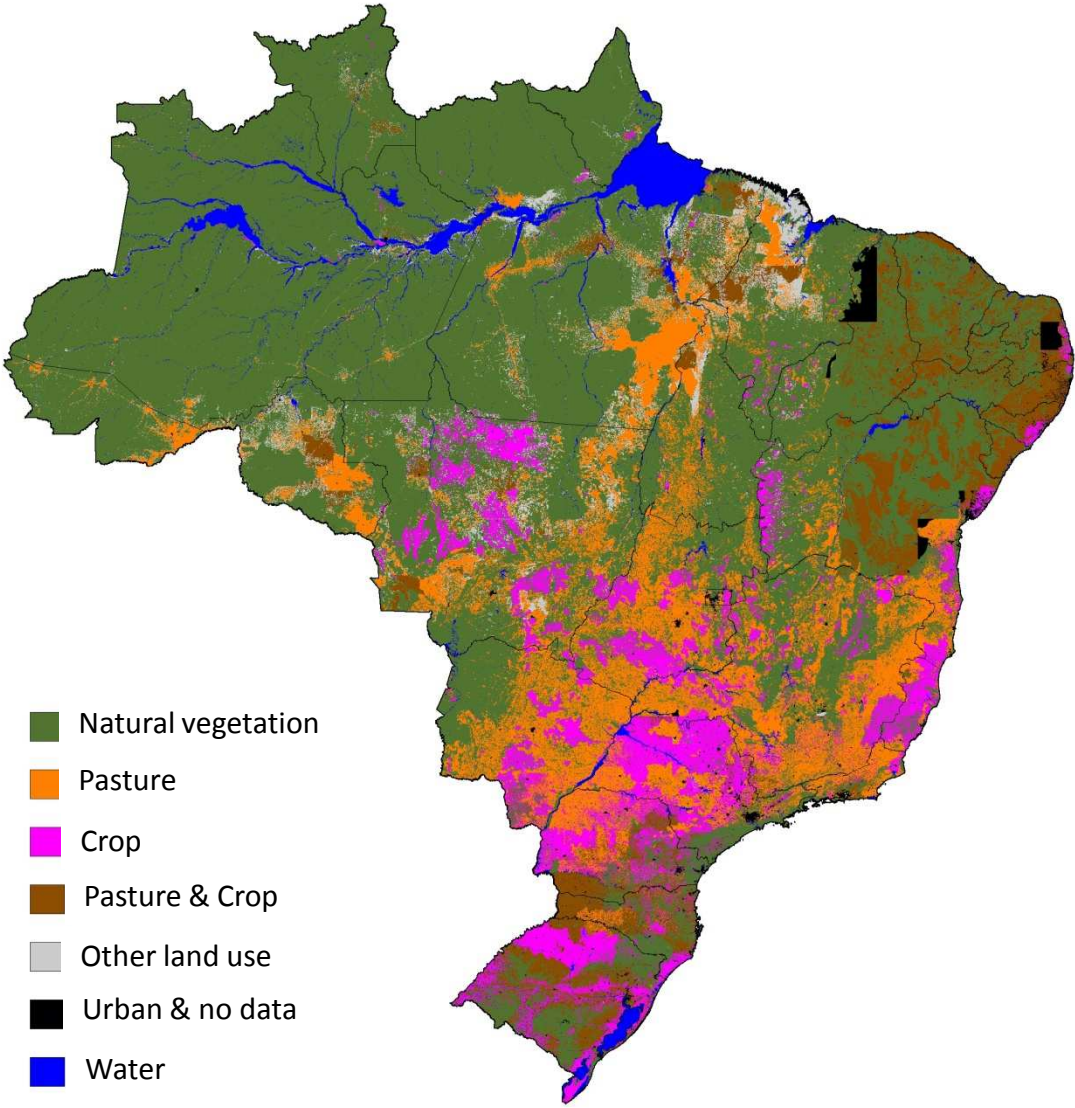 Natural vegetation
Pasture
Crop
Pasture & Crop
Other land use
Urban & no data
Water